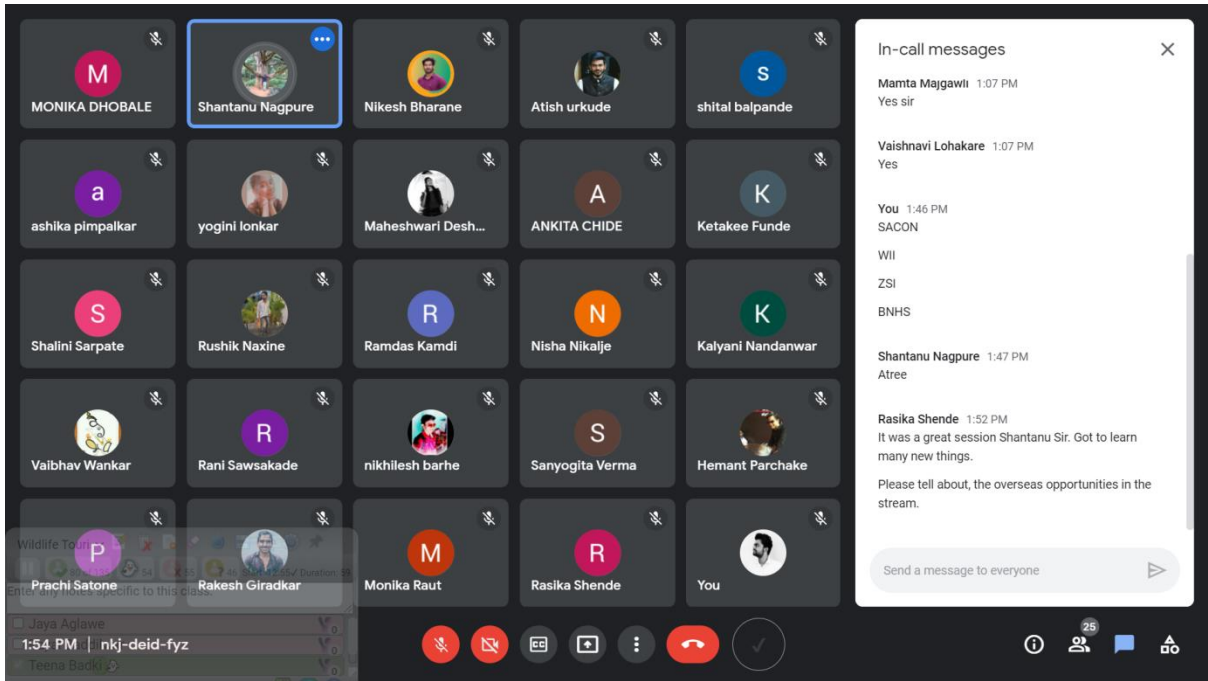 M
MONIKA DHOBALE
Shantanu Nagpure
Nikesh Bharane
Atish urkude
s
shital balpande
a
ashika pimpalkar
yogini lonkar
Maheshwari Desh...
A
ANKITA CHIDE
K
Ketakee Funde
S
Shalini Sarpate
Rushik Naxine
R
Ramdas Kamdi
N
Nisha Nikalje
K
Kalyani Nandanwar
Vaibhav Wankar
R
Rani Sawsakade
nikhilesh barhe
S
Sanyogita Verma
Hemant Parchake
P
Prachi Satone
Rakesh Giradkar
M
Monika Raut
R
Rasika Shende
You
Wildlife
Duration:
Enter any notes specific to this class.
Jaya Aglawe
Teena Badki
1:54 PM | nkj-deid-fyz
CC
25
In-call messages
Mamta Majgawli 1:07 PM
Yes sir
Vaishnavi Lohakare 1:07 PM
Yes
You 1:46 PM
SACON
WII
ZSI
BNHS
Shantanu Nagpure 1:47 PM
Atree
Rasika Shende 1:52 PM
It was a great session Shantanu Sir. Got to learn
many new things.
Please tell about, the overseas opportunities in the
stream.
Send a message to everyone